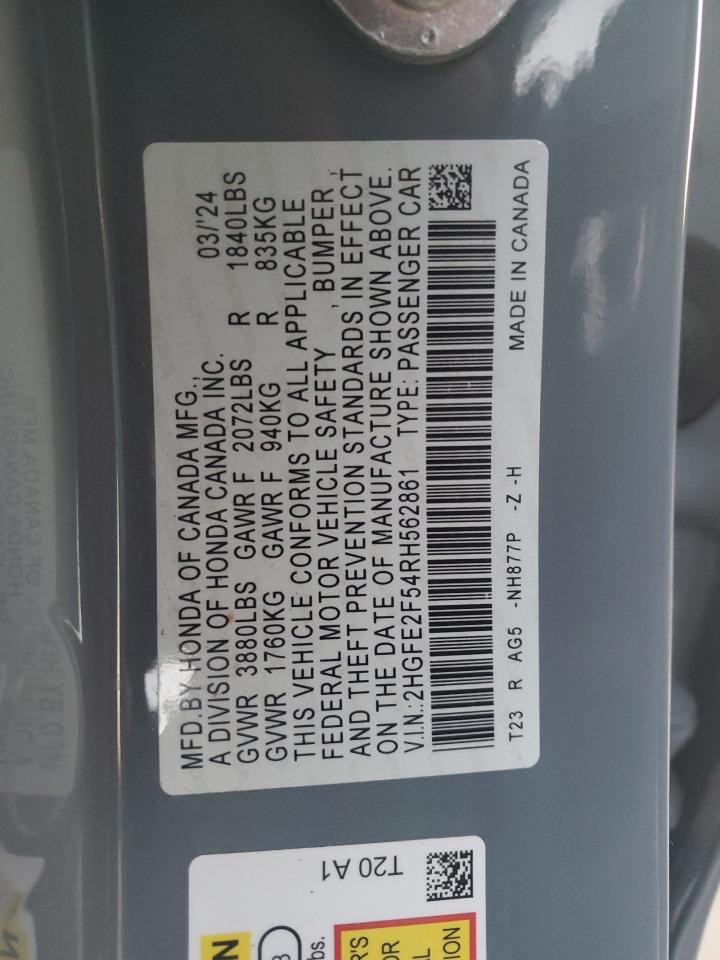 MFD.BY HONDA OF CANADA MFG., 03/'24
A DIVISION OF HONDA CANADA INC.
GVWR 3880LBS GAWR F 2072LBS R 1840LBS
GVWR 1760KG GAWR F 940KG R 835KG
THIS VEHICLE CONFORMS TO ALL APPLICABLE
FEDERAL MOTOR VEHICLE SAFETY , BUMPER ,
AND THEFT PREVENTION STANDARDS IN EFFECT
ON THE DATE OF MANUFACTURE SHOWN ABOVE.
V.I.N.:2HGFE2F54RH562861 TYPE: PASSENGER CAR
T23 R AG5 -NH877P -Z -H MADE IN CANADA
T20 A1